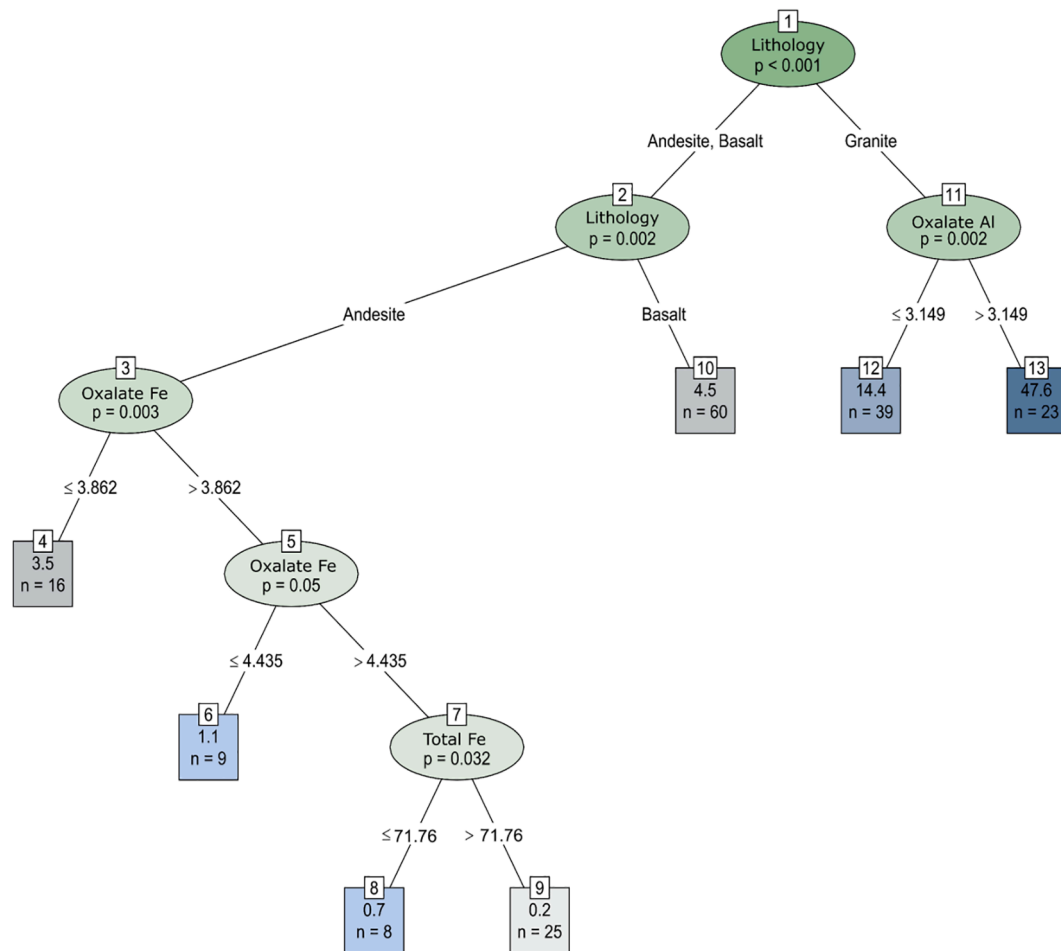 1
Lithology
p < 0.001
Andesite, Basalt
Granite
2
Lithology
p = 0.002
11
Oxalate Al
p = 0.002
Andesite
Basalt
≤ 3.149
> 3.149
3
Oxalate Fe
p = 0.003
10
4.5
n = 60
12
14.4
n = 39
13
47.6
n = 23
≤ 3.862
> 3.862
4
3.5
n = 16
5
Oxalate Fe
p = 0.05
≤ 4.435
> 4.435
6
1.1
n = 9
7
Total Fe
p = 0.032
≤ 71.76
> 71.76
8
0.7
n = 8
9
0.2
n = 25